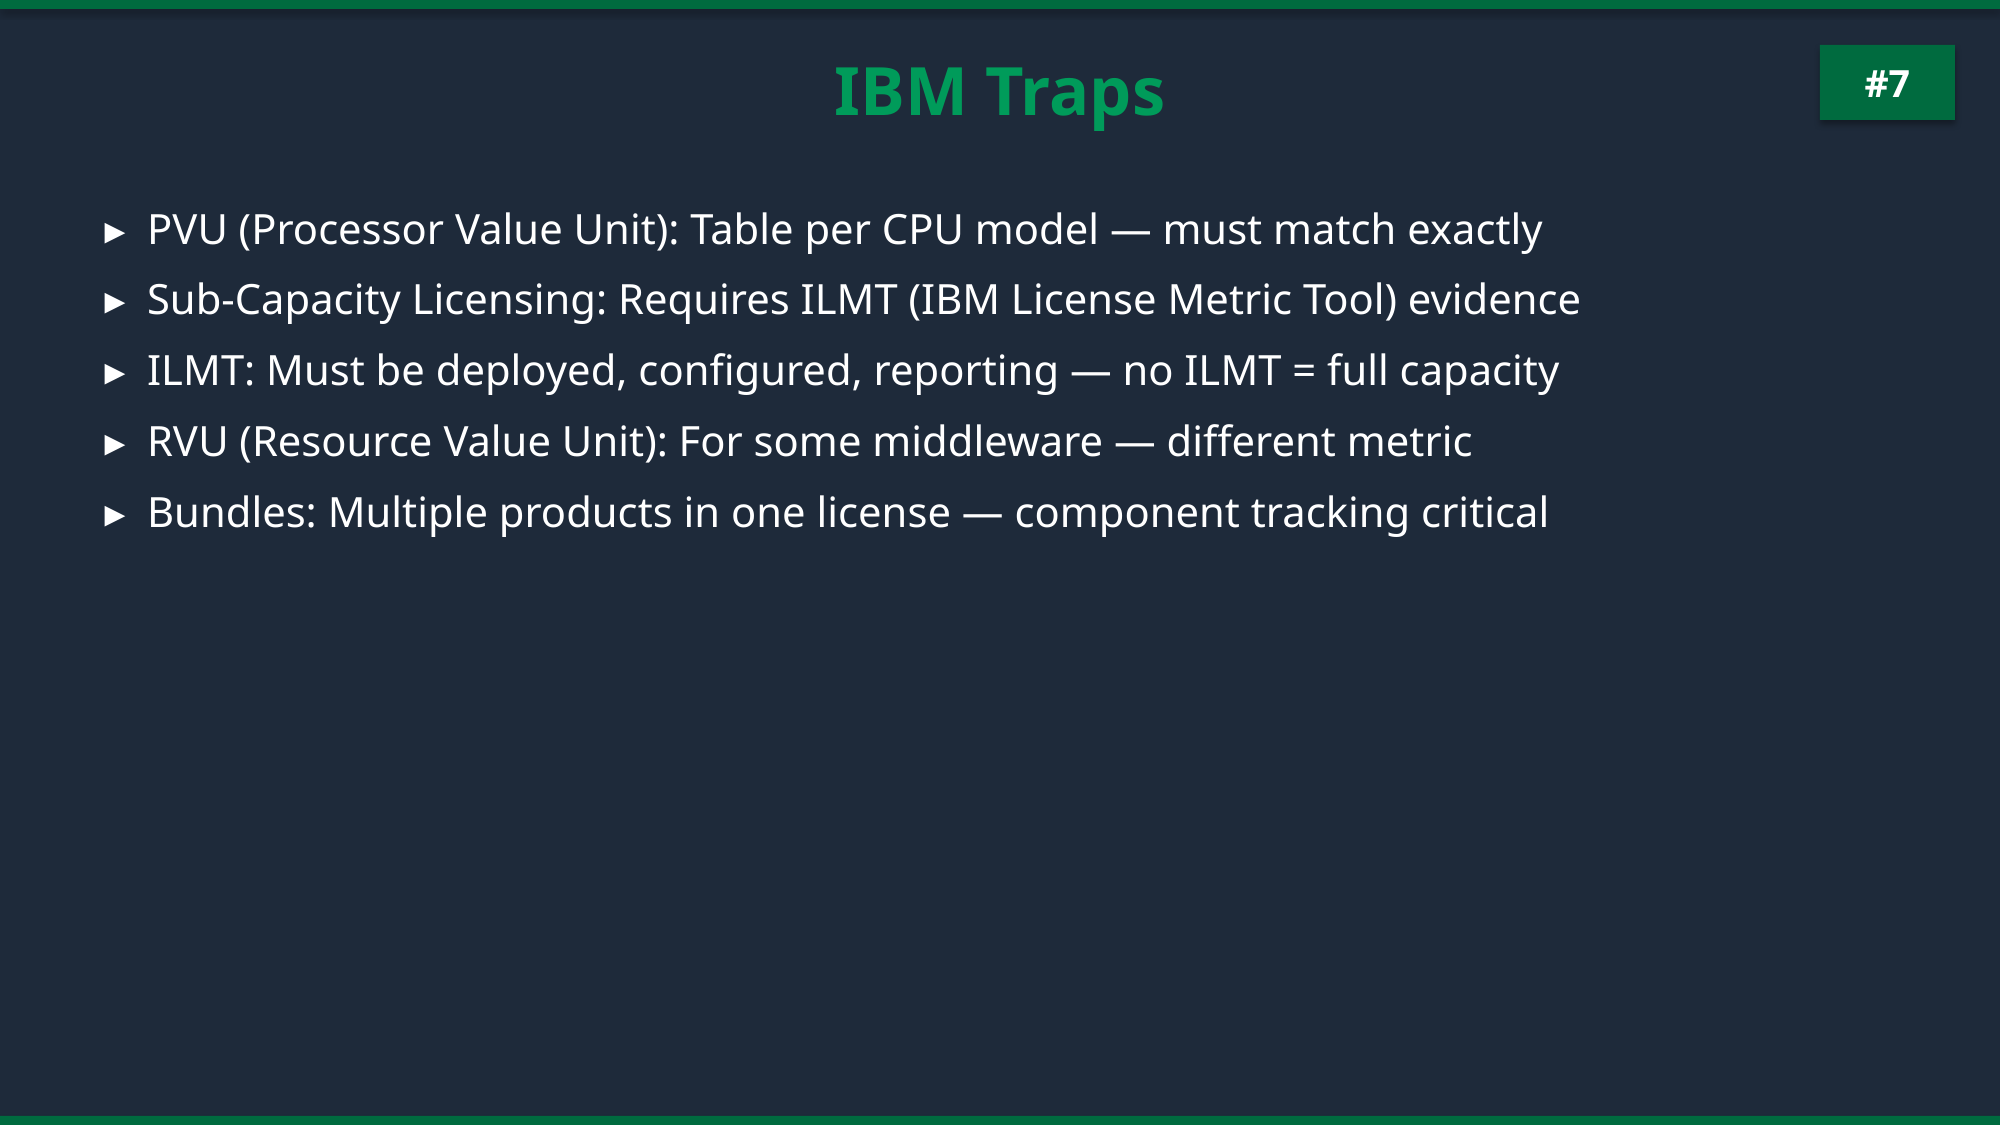 IBM Traps
#7
▸ PVU (Processor Value Unit): Table per CPU model — must match exactly
▸ Sub-Capacity Licensing: Requires ILMT (IBM License Metric Tool) evidence
▸ ILMT: Must be deployed, configured, reporting — no ILMT = full capacity
▸ RVU (Resource Value Unit): For some middleware — different metric
▸ Bundles: Multiple products in one license — component tracking critical